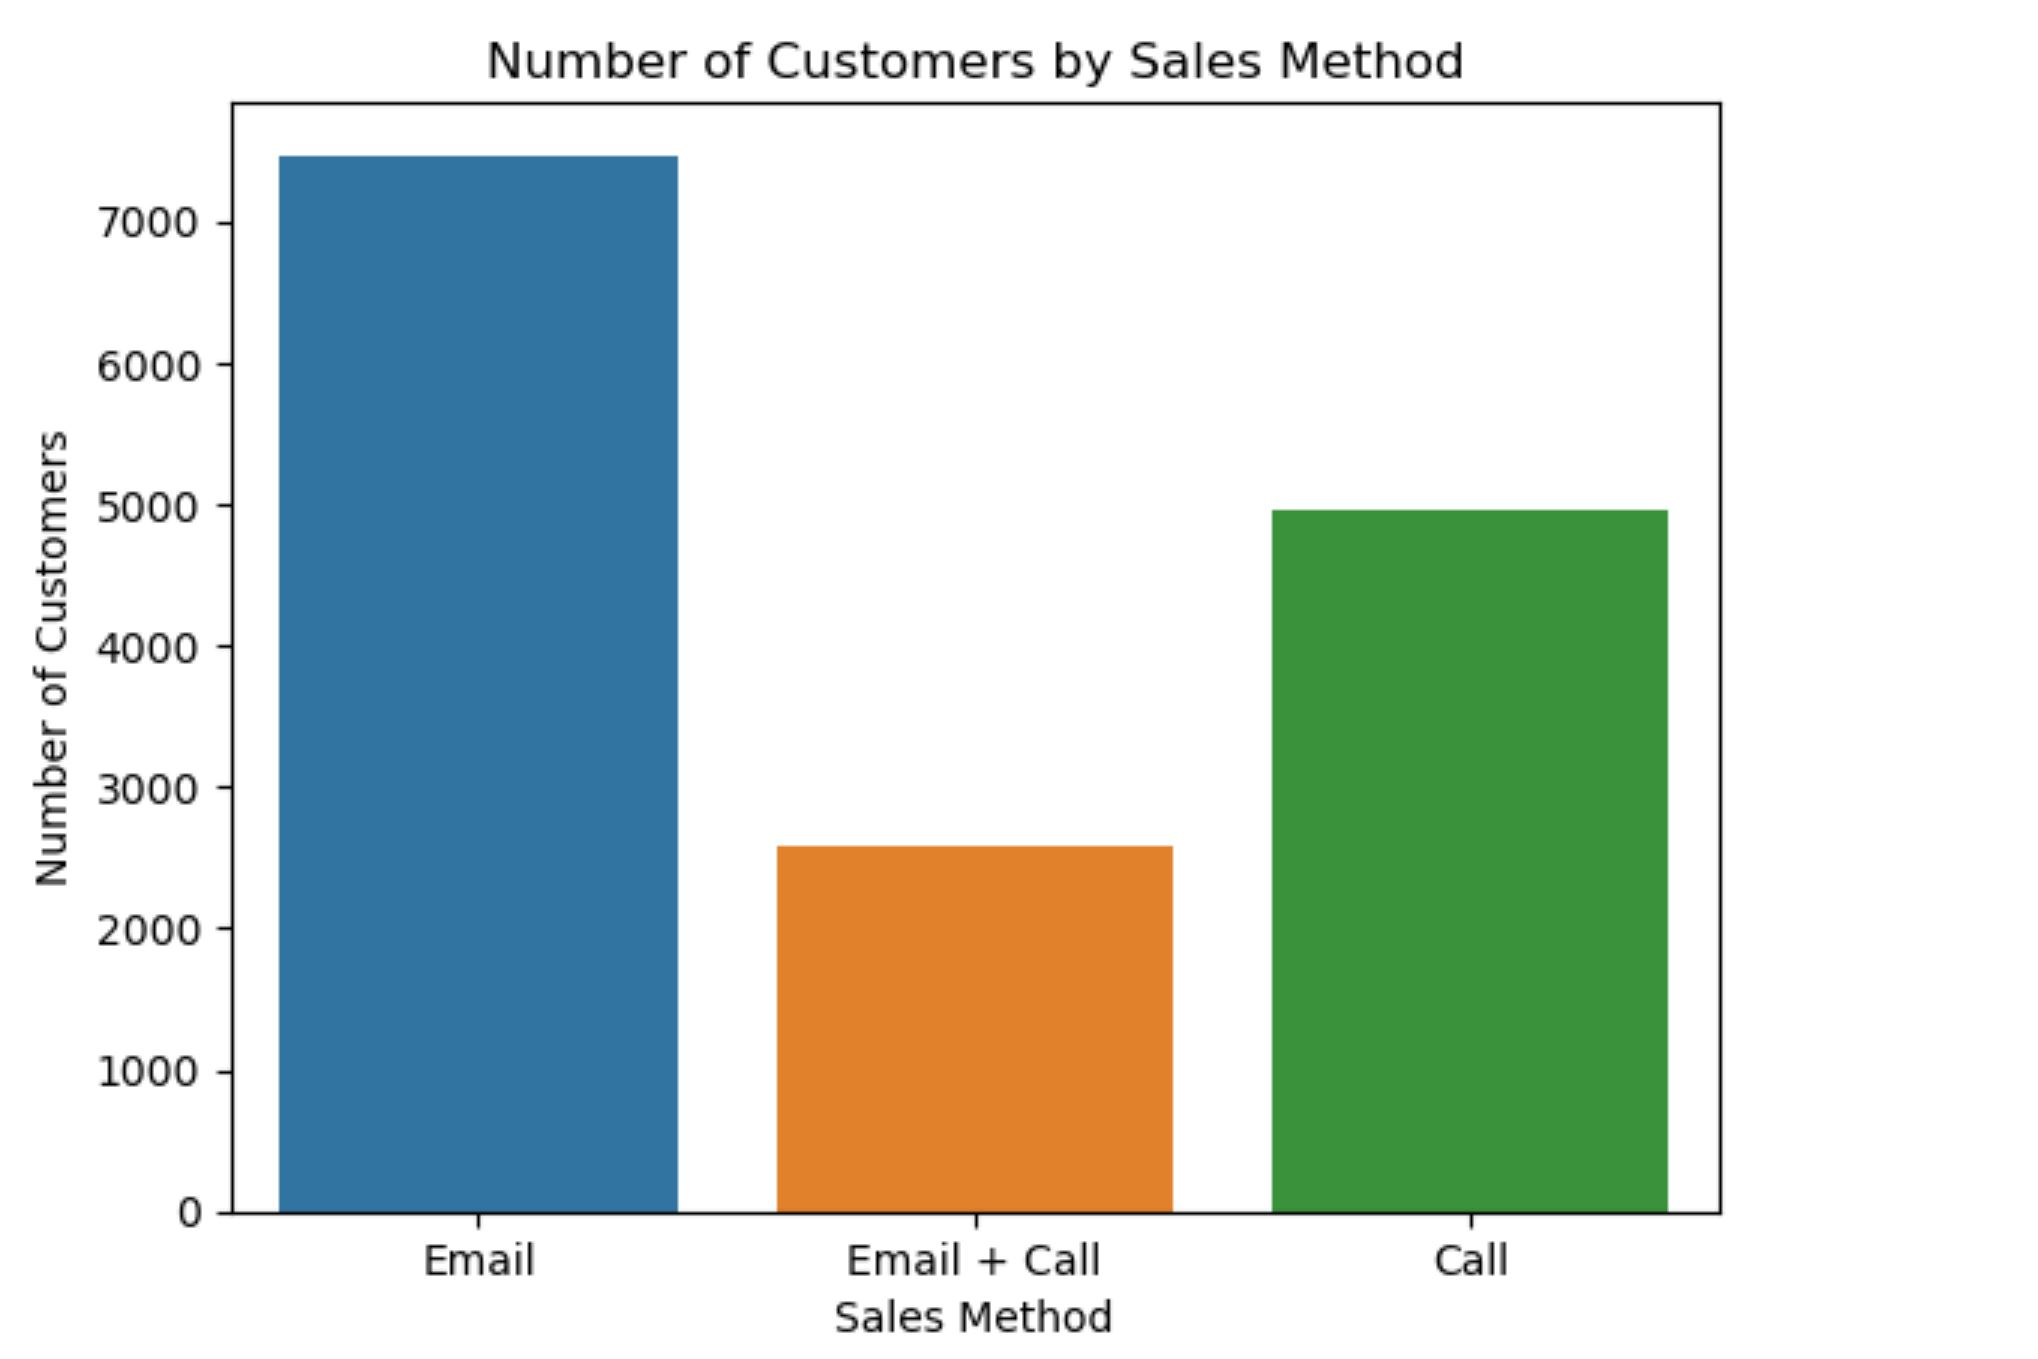 Number of Customers by Sales Method
Number of Customers
7000
6000
5000
4000
3000
2000
1000
0
Email
Email + Call
Call
Sales Method